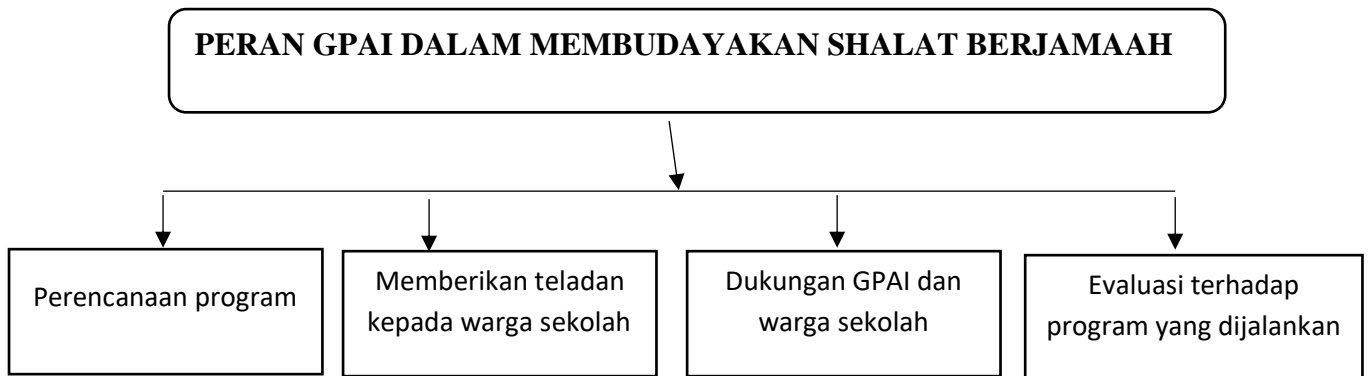 PERAN GPAI DALAM MEMBUDAYAKAN SHALAT BERJAMAAH
Perencanaan program
Memberikan teladan
kepada warga sekolah
Dukungan GPAI dan
warga sekolah
Evaluasi terhadap
program yang dijalankan